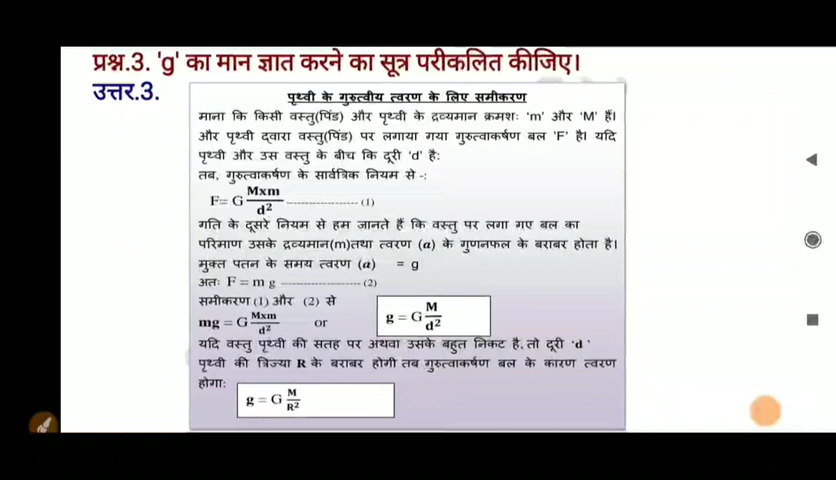 प्रश्न.3. 'g' का मान ज्ञात करने का सूत्र परीकलित कीजिए।
उत्तर.3.
पृथ्वी के गुरुत्वीय त्वरण के लिए समीकरण
माना कि किसी वस्तु(पिंड) और पृथ्वी के द्रव्यमान क्रमशः 'm' और 'M' हैं।
और पृथ्वी द्वारा वस्तु(पिंड) पर लगाया गया गुरुत्वाकर्षण बल 'F' है। यदि
पृथ्वी और उस वस्तु के बीच कि दूरी 'd' है:
तब, गुरुत्वाकर्षण के सार्वत्रिक नियम से -:
F= G Mxm/d² -------------------- (1)
गति के दूसरे नियम से हम जानते हैं कि वस्तु पर लगा गए बल का
परिमाण उसके द्रव्यमान(m)तथा त्वरण (a) के गुणनफल के बराबर होता है।
मुक्त पतन के समय त्वरण (a) = g
अतः F = m g -------------------- (2)
समीकरण (1) और (2) से
mg = G Mxm/d² or g = G M/d²
यदि वस्तु पृथ्वी की सतह पर अथवा उसके बहुत निकट है, तो दूरी 'd '
पृथ्वी की त्रिज्या R के बराबर होगी तब गुरुत्वाकर्षण बल के कारण त्वरण
होगा:
g = G M/R²